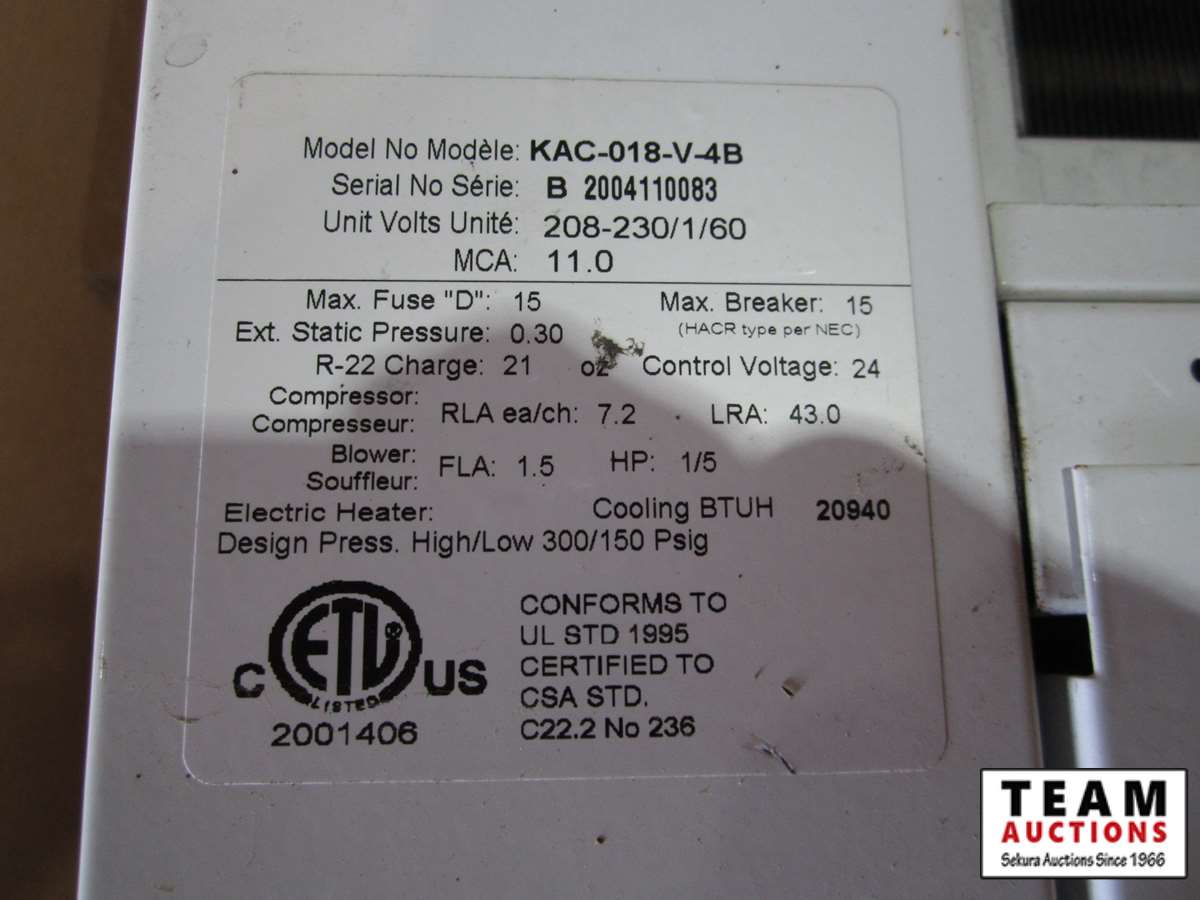 Model No Modèle: KAC-018-V-4B
Serial No Série: B 2004110083
Unit Volts Unité: 208-230/1/60
MCA: 11.0
Max. Fuse "D": 15 Max. Breaker: 15
Ext. Static Pressure: 0.30 (HACR type per NEC)
R-22 Charge: 21 oz Control Voltage: 24
Compressor:
Compresseur: RLA ea/ch: 7.2 LRA: 43.0
Blower:
Souffleur: FLA: 1.5 HP: 1/5
Electric Heater: Cooling BTUH 20940
Design Press. High/Low 300/150 Psig
C ETL US
LISTED
2001406
CONFORMS TO
UL STD 1995
CERTIFIED TO
CSA STD.
C22.2 No 236
TEAM
AUCTIONS
Sekura Auctions Since 1966